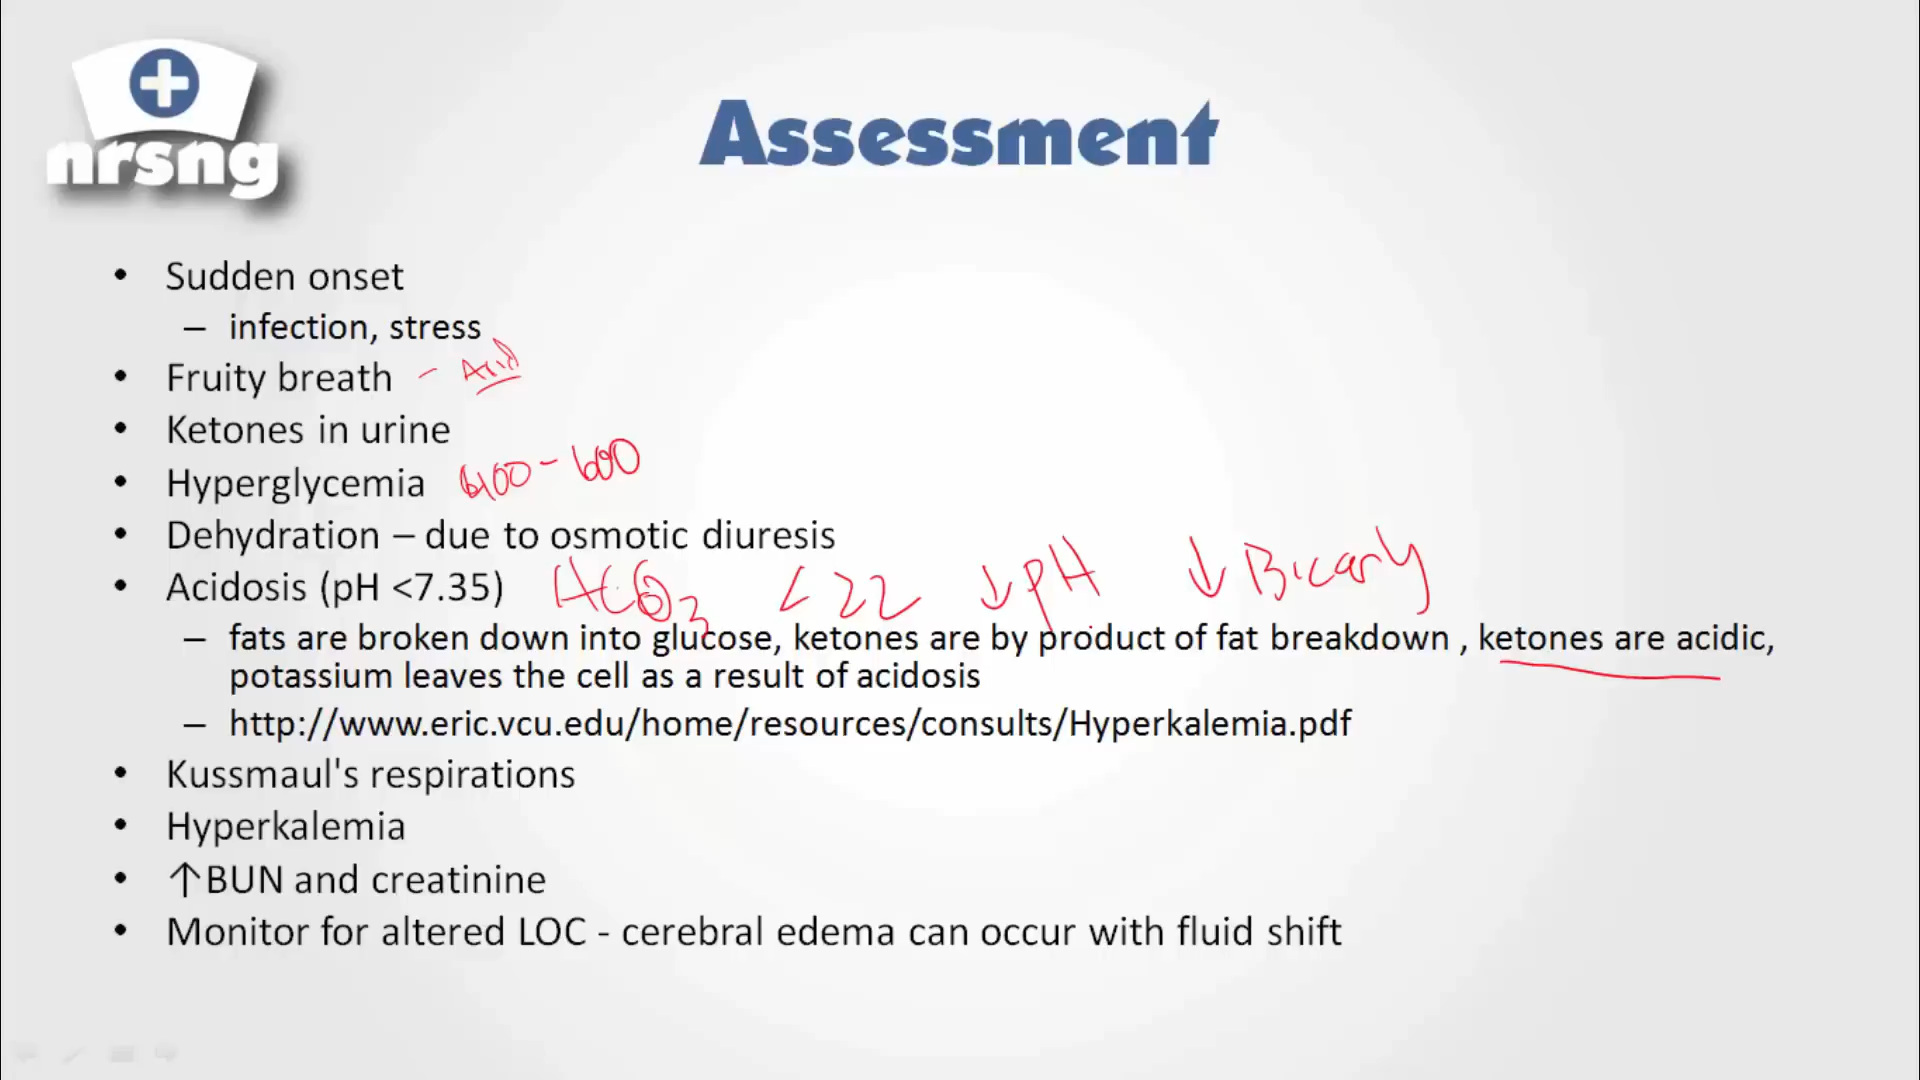 nrsng
Assessment
• Sudden onset
– infection, stress
• Fruity breath - Acid
• Ketones in urine
• Hyperglycemia 400-600
• Dehydration – due to osmotic diuresis
• Acidosis (pH <7.35) HCO3 <22 ↓pH ↓Bicarb
– fats are broken down into glucose, ketones are by product of fat breakdown , ketones are acidic,
potassium leaves the cell as a result of acidosis
– http://www.eric.vcu.edu/home/resources/consults/Hyperkalemia.pdf
• Kussmaul's respirations
• Hyperkalemia
• ↑BUN and creatinine
• Monitor for altered LOC - cerebral edema can occur with fluid shift